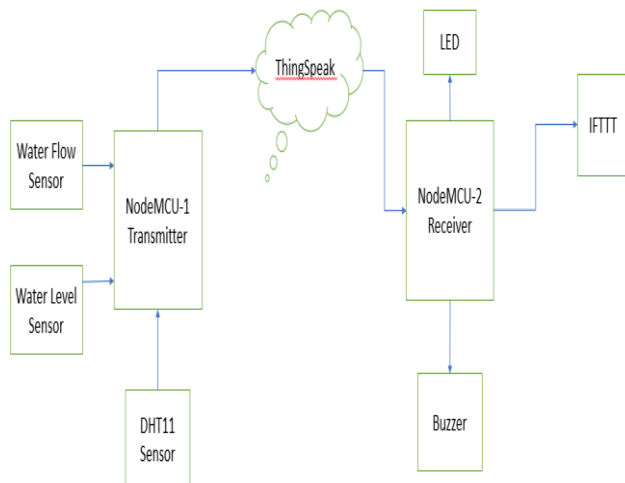 LED
ThingSpeak
IFTTT
Water Flow
Sensor
NodeMCU-1
Transmitter
NodeMCU-2
Receiver
Water Level
Sensor
DHT11
Sensor
Buzzer